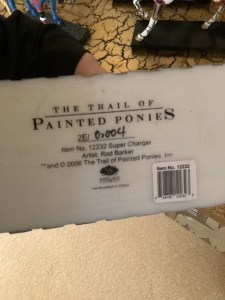 THE TRAIL OF
PAINTED PONIES
2E/ 0.0004
Item No. 12232 Super Charger
Artist: Rod Barker
™and © 2006 The Trail of Painted Ponies, Inc
Item No. 12232